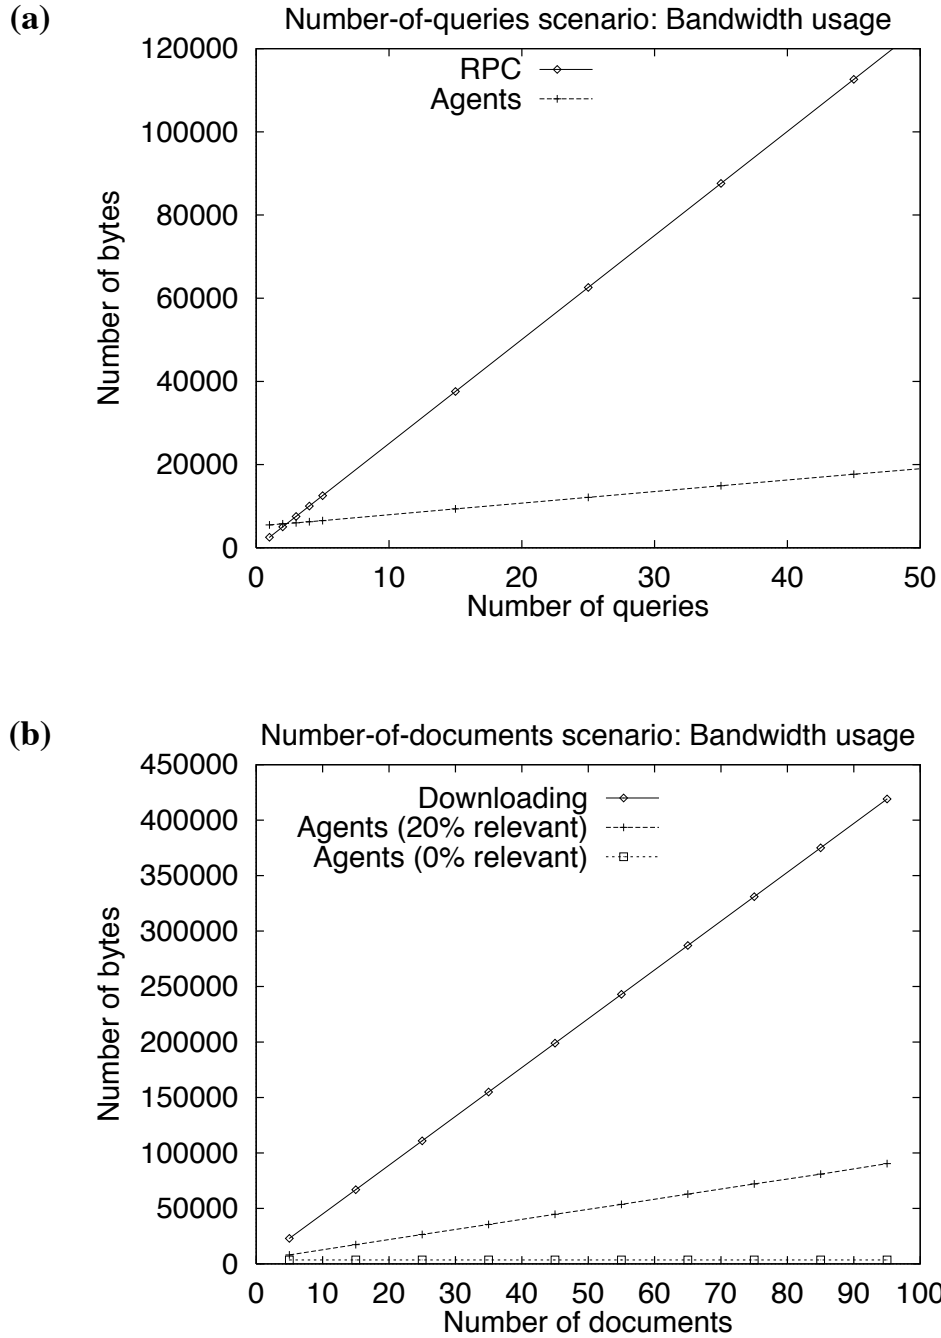 (a)
Number-of-queries scenario: Bandwidth usage
120000
100000
80000
60000
40000
20000
0
Number of bytes
RPC
Agents
0 10 20 30 40 50
Number of queries
(b)
Number-of-documents scenario: Bandwidth usage
450000
400000
350000
300000
250000
200000
150000
100000
50000
0
Number of bytes
Downloading
Agents (20% relevant)
Agents (0% relevant)
0 10 20 30 40 50 60 70 80 90 100
Number of documents